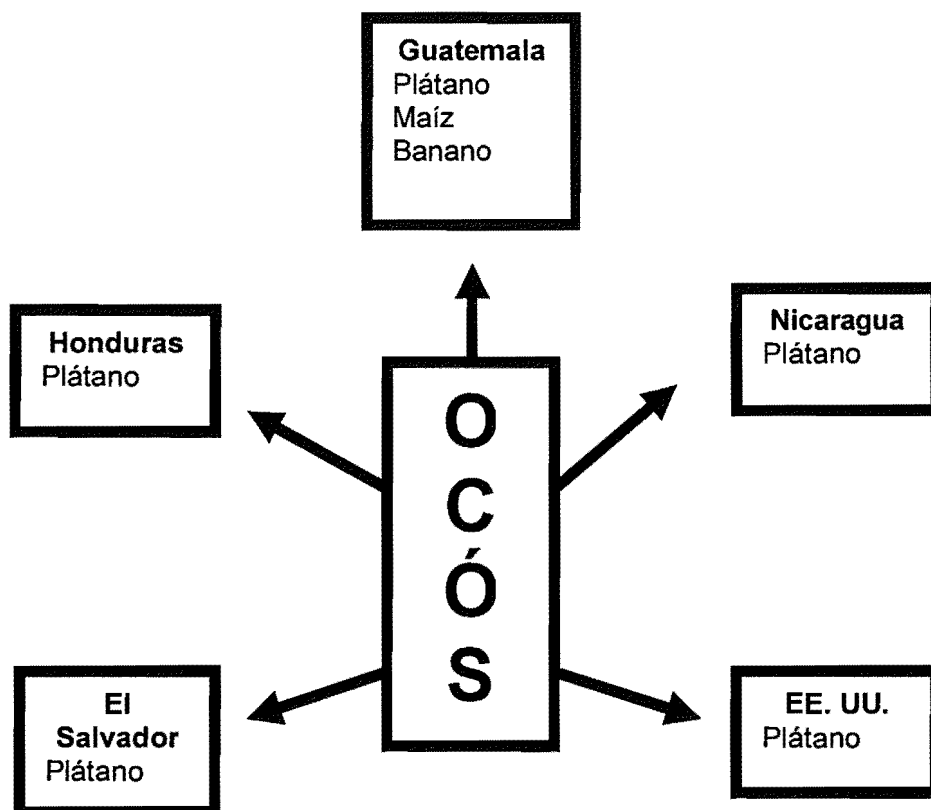 Guatemala
Plátano
Maíz
Banano
Honduras
Plátano
Nicaragua
Plátano
O
C
Ó
S
El
Salvador
Plátano
EE. UU.
Plátano